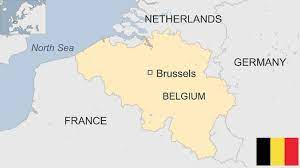 NETHERLANDS
North Sea
GERMANY
Brussels
BELGIUM
FRANCE